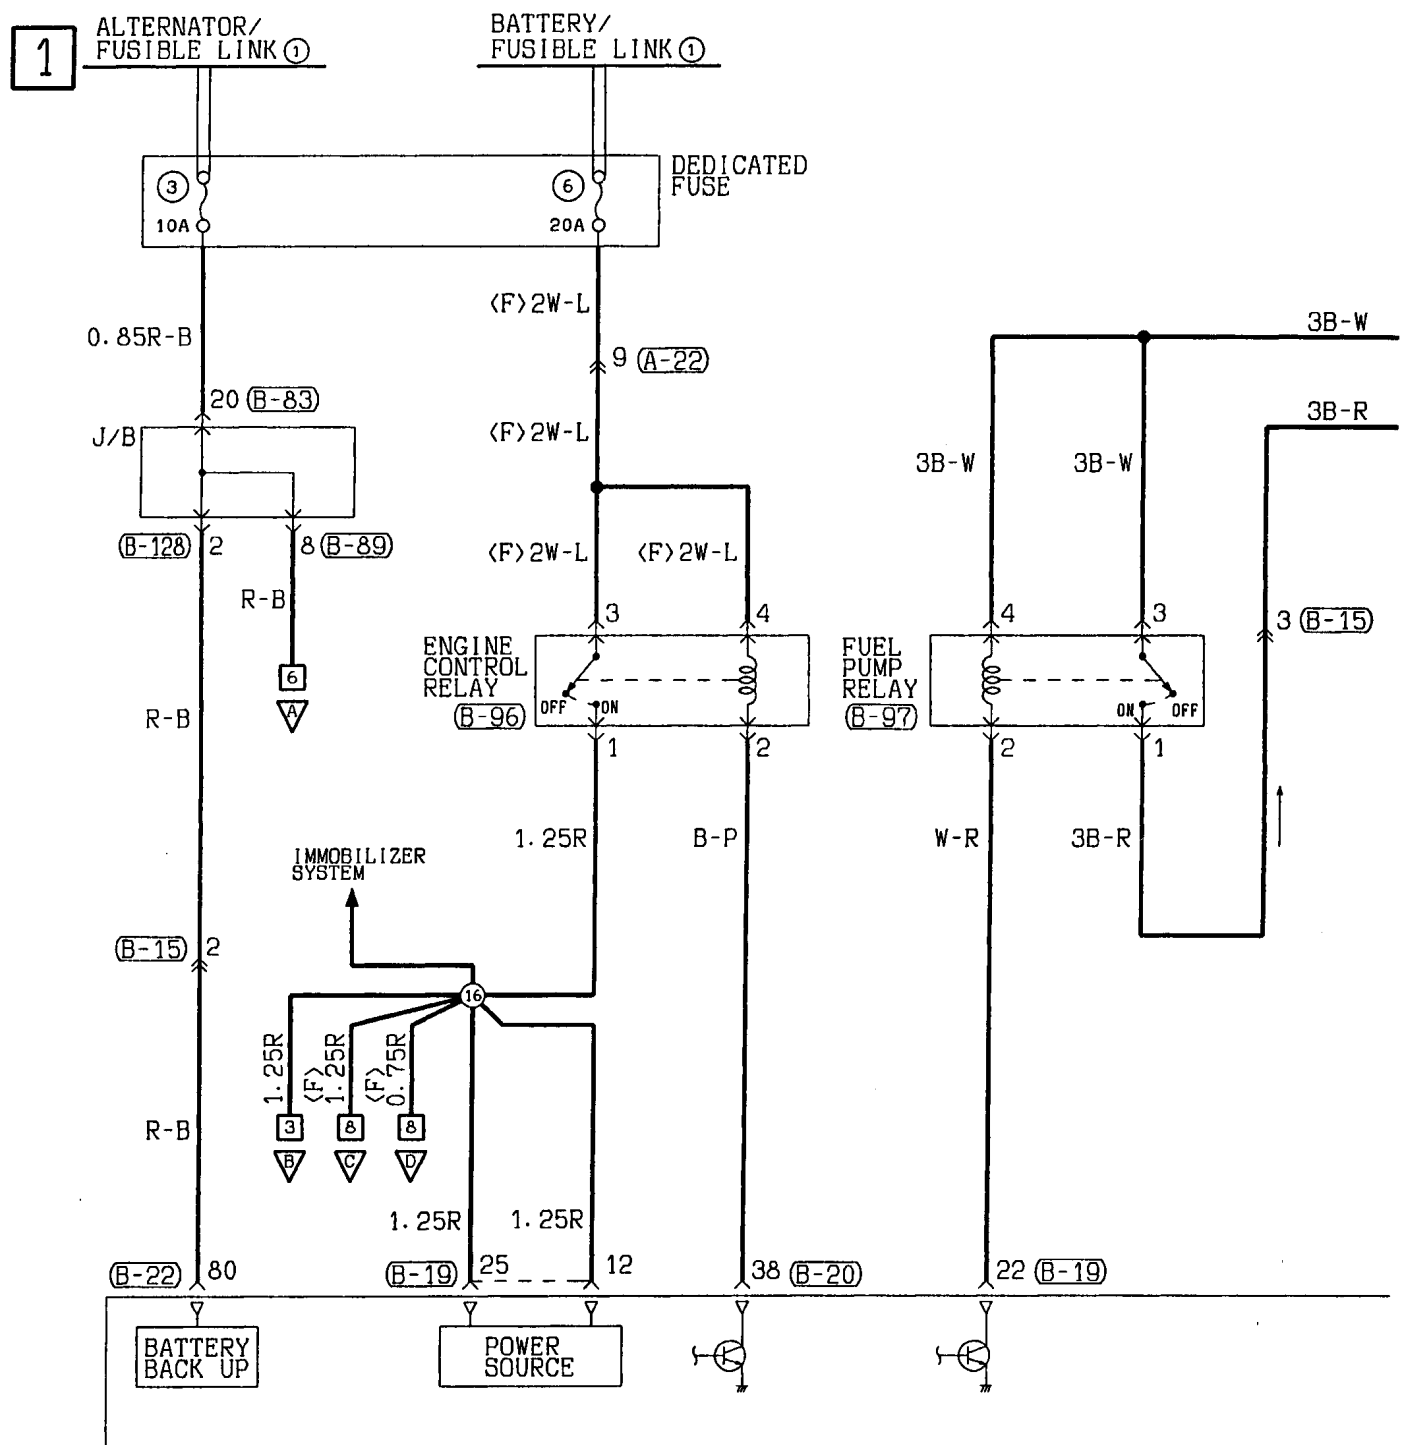 1
ALTERNATOR/
FUSIBLE LINK ①
BATTERY/
FUSIBLE LINK ①
DEDICATED
FUSE
3
10A
6
20A
<F>2W-L
0.85R-B
3B-W
9 (A-22)
20 (B-83)
3B-R
J/B
<F>2W-L
3B-W
3B-W
(B-128) 2
8 (B-89)
<F>2W-L
<F>2W-L
R-B
3
4
4
3
3 (B-15)
ENGINE
CONTROL
RELAY
(B-96)
OFF
ON
FUEL
PUMP
RELAY
(B-97)
ON
OFF
6
A
R-B
1
2
2
1
1.25R
B-P
W-R
3B-R
IMMOBILIZER
SYSTEM
(B-15) 2
16
1.25R
<F>
1.25R
<F>
0.75R
R-B
3
8
8
B
C
D
1.25R
1.25R
(B-22) 80
(B-19) 25
12
38 (B-20)
22 (B-19)
BATTERY
BACK UP
POWER
SOURCE